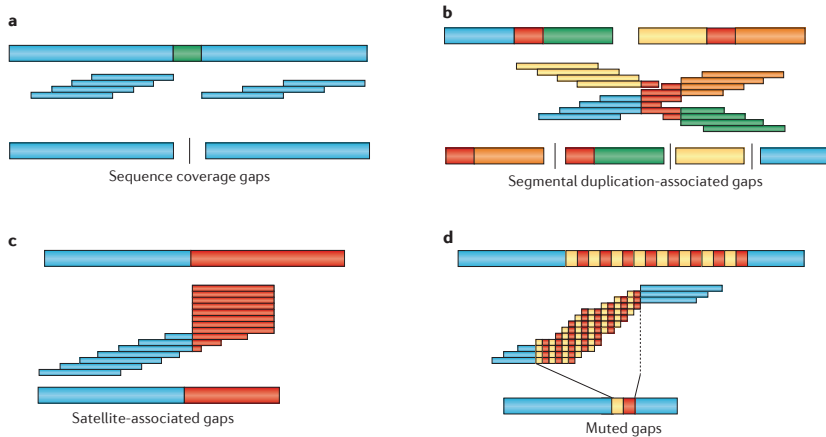 a
Sequence coverage gaps
b
Segmental duplication-associated gaps
c
Satellite-associated gaps
d
Muted gaps